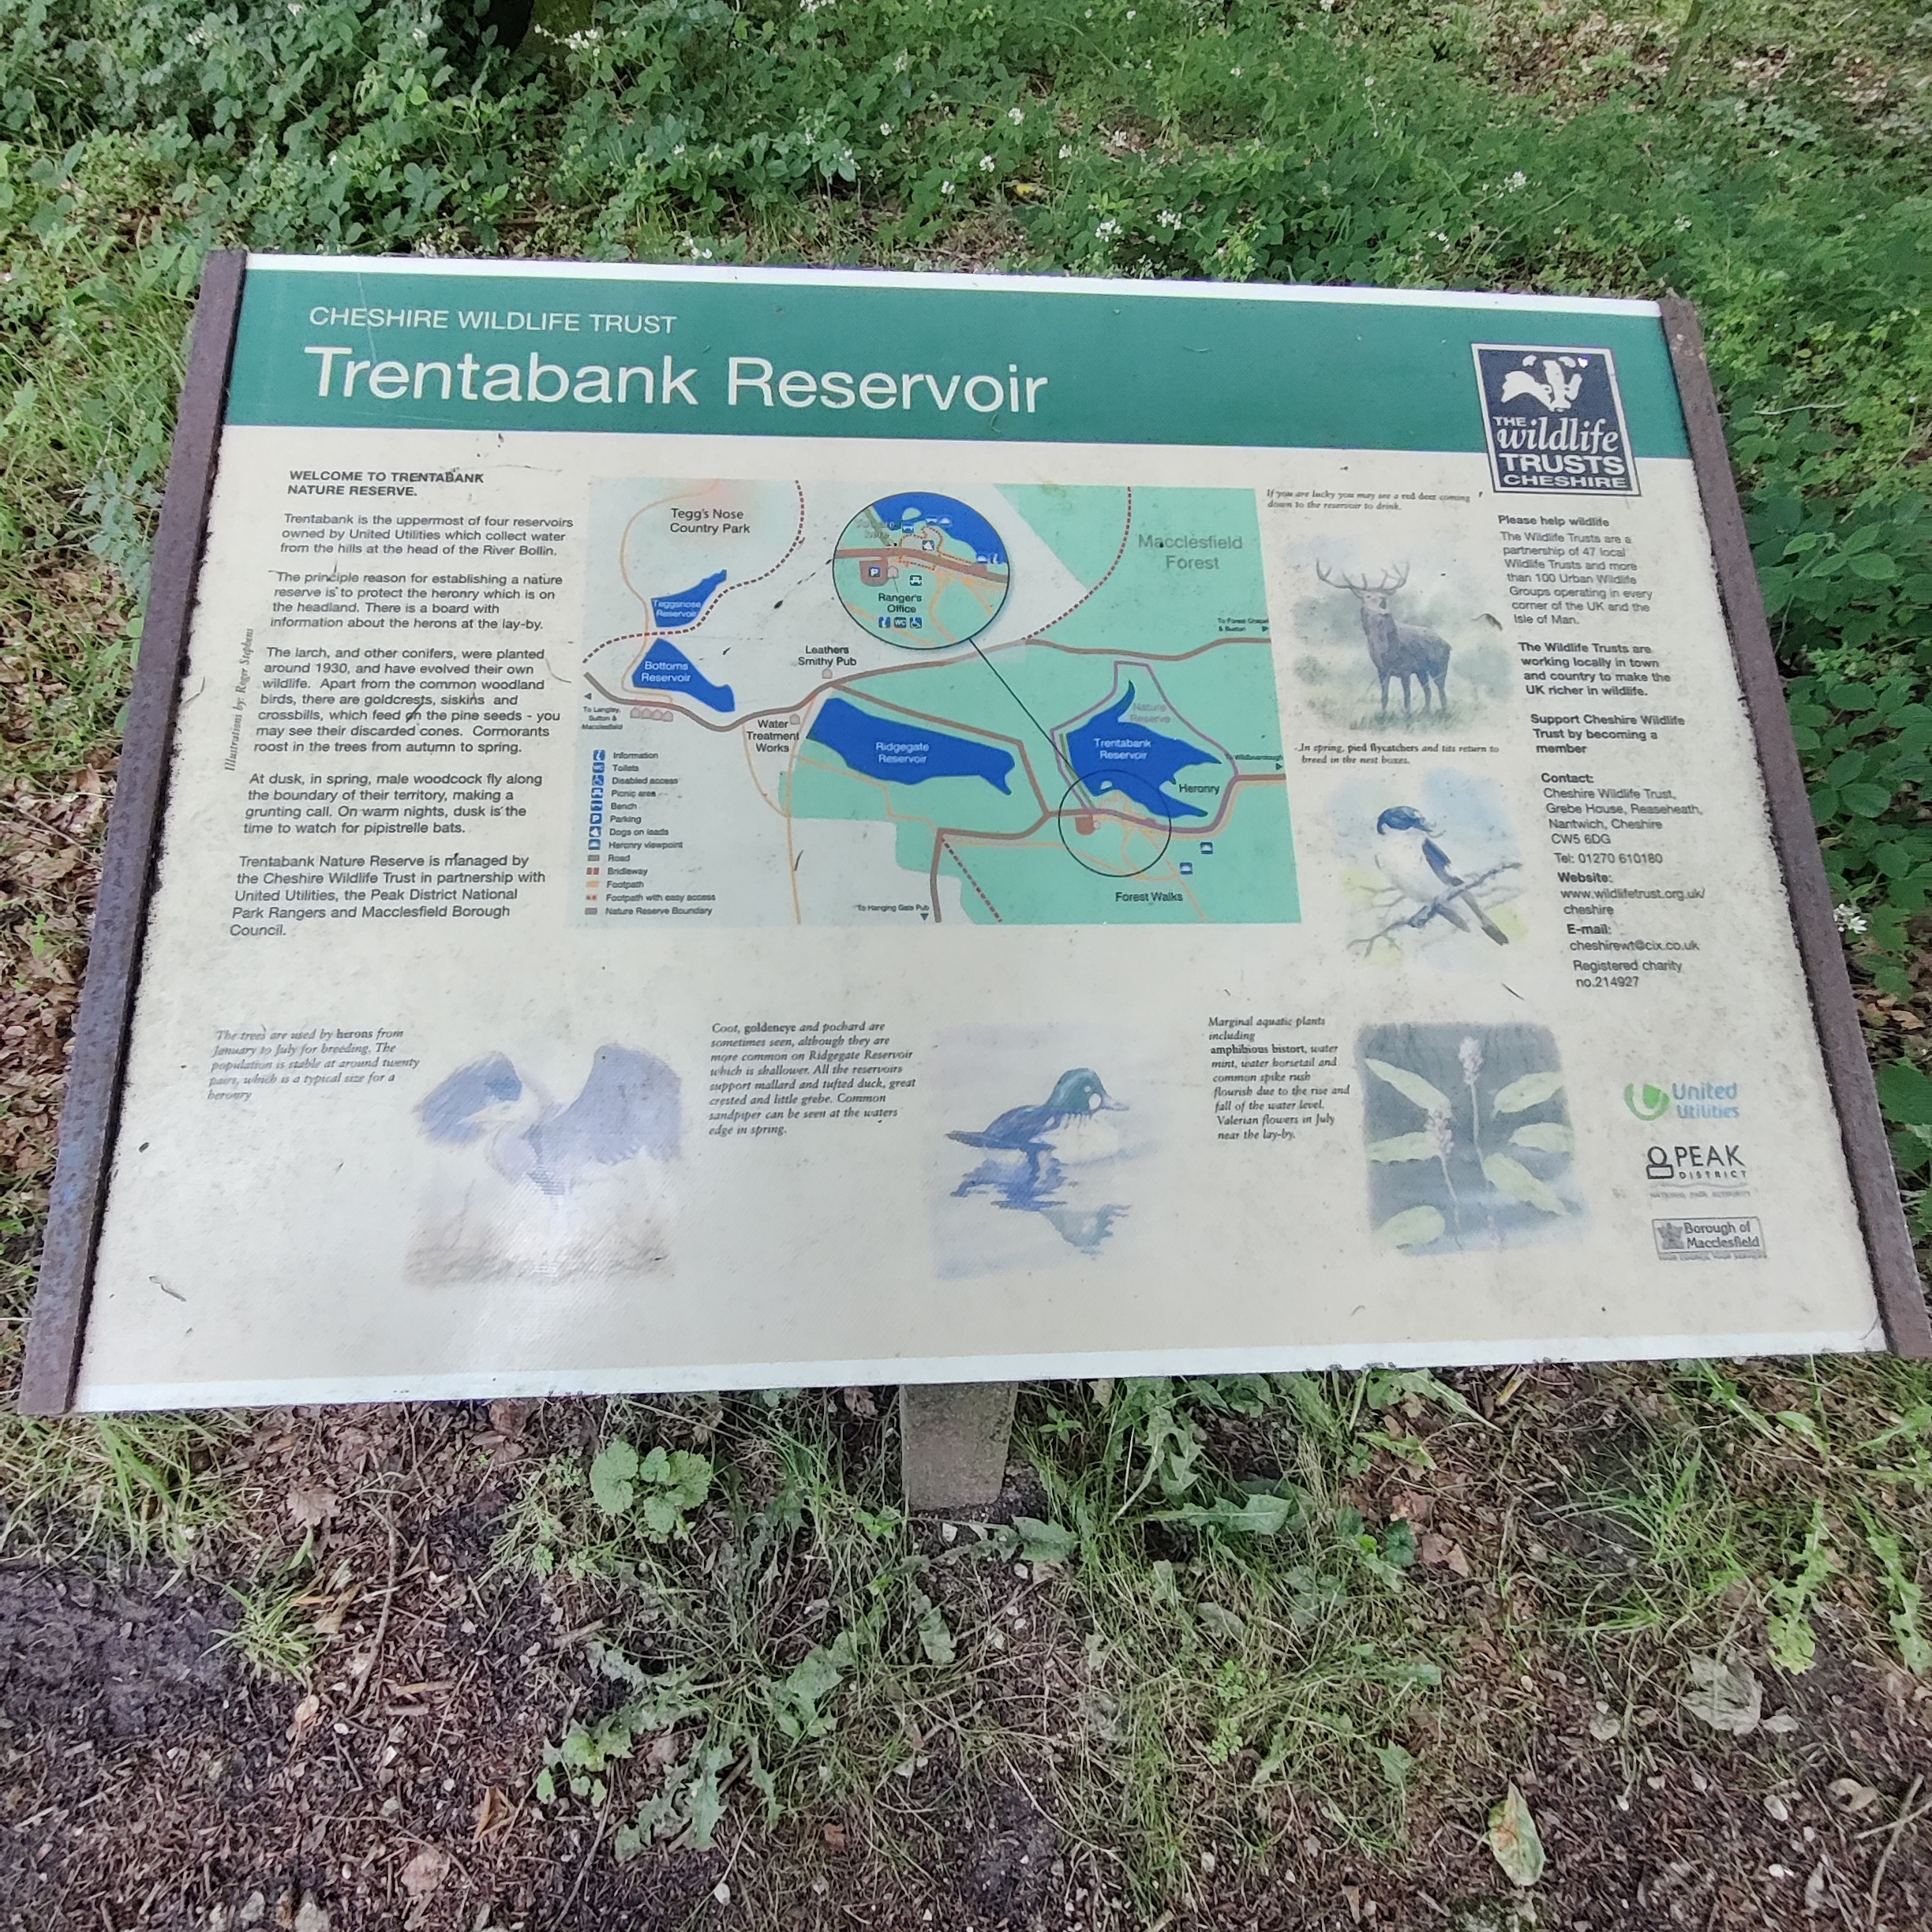 CHESHIRE WILDLIFE TRUST
Trentabank Reservoir
THE
wildlife
TRUSTS
CHESHIRE
WELCOME TO TRENTABANK
NATURE RESERVE.
Trentabank is the uppermost of four reservoirs
owned by United Utilities which collect water
from the hills at the head of the River Bollin.
The principle reason for establishing a nature
reserve is to protect the heronry which is on
the headland. There is a board with
information about the herons at the lay-by.
The larch, and other conifers, were planted
around 1930, and have evolved their own
wildlife. Apart from the common woodland
birds, there are goldcrests, siskins and
crossbills, which feed on the pine seeds - you
may see their discarded cones. Cormorants
roost in the trees from autumn to spring.
At dusk, in spring, male woodcock fly along
the boundary of their territory, making a
grunting call. On warm nights, dusk is the
time to watch for pipistrelle bats.
Trentabank Nature Reserve is managed by
the Cheshire Wildlife Trust in partnership with
United Utilities, the Peak District National
Park Rangers and Macclesfield Borough
Council.
Illustrations by: Roger Stephens
Tegg's Nose
Country Park
Teggsnose
Reservoir
Bottoms
Reservoir
To Langley,
Sutton &
Macclesfield
Leathers
Smithy Pub
Water
Treatment
Works
Ridgegate
Reservoir
P
Ranger's
Office
WC
Macclesfield
Forest
To Forest Chapel
& Buxton
Nature
Reserve
Trentabank
Reservoir
To Wildboarclough
Heronry
Forest Walks
To Hanging Gate Pub
Information
Toilets
Disabled access
Picnic area
Bench
P Parking
Dogs on leads
Heronry viewpoint
Road
Bridleway
Footpath
Footpath with easy access
Nature Reserve Boundary
If you are lucky you may see a red deer coming
down to the reservoir to drink.
In spring, pied flycatchers and tits return to
breed in the nest boxes.
Please help wildlife
The Wildlife Trusts are a
partnership of 47 local
Wildlife Trusts and more
than 100 Urban Wildlife
Groups operating in every
corner of the UK and the
Isle of Man.
The Wildlife Trusts are
working locally in town
and country to make the
UK richer in wildlife.
Support Cheshire Wildlife
Trust by becoming a
member
Contact:
Cheshire Wildlife Trust,
Grebe House, Reaseheath,
Nantwich, Cheshire
CW5 6DG
Tel: 01270 610180
Website:
www.wildlifetrust.org.uk/
cheshire
E-mail:
cheshirewt@cix.co.uk
Registered charity
no.214927
The trees are used by herons from
January to July for breeding. The
population is stable at around twenty
pairs, which is a typical size for a
heronry
Coot, goldeneye and pochard are
sometimes seen, although they are
more common on Ridgegate Reservoir
which is shallower. All the reservoirs
support mallard and tufted duck, great
crested and little grebe. Common
sandpiper can be seen at the waters
edge in spring.
Marginal aquatic plants
including
amphibious bistort, water
mint, water horsetail and
common spike rush
flourish due to the rise and
fall of the water level.
Valerian flowers in July
near the lay-by.
United
Utilities
PEAK
DISTRICT
NATIONAL PARK AUTHORITY
Borough of
Macclesfield